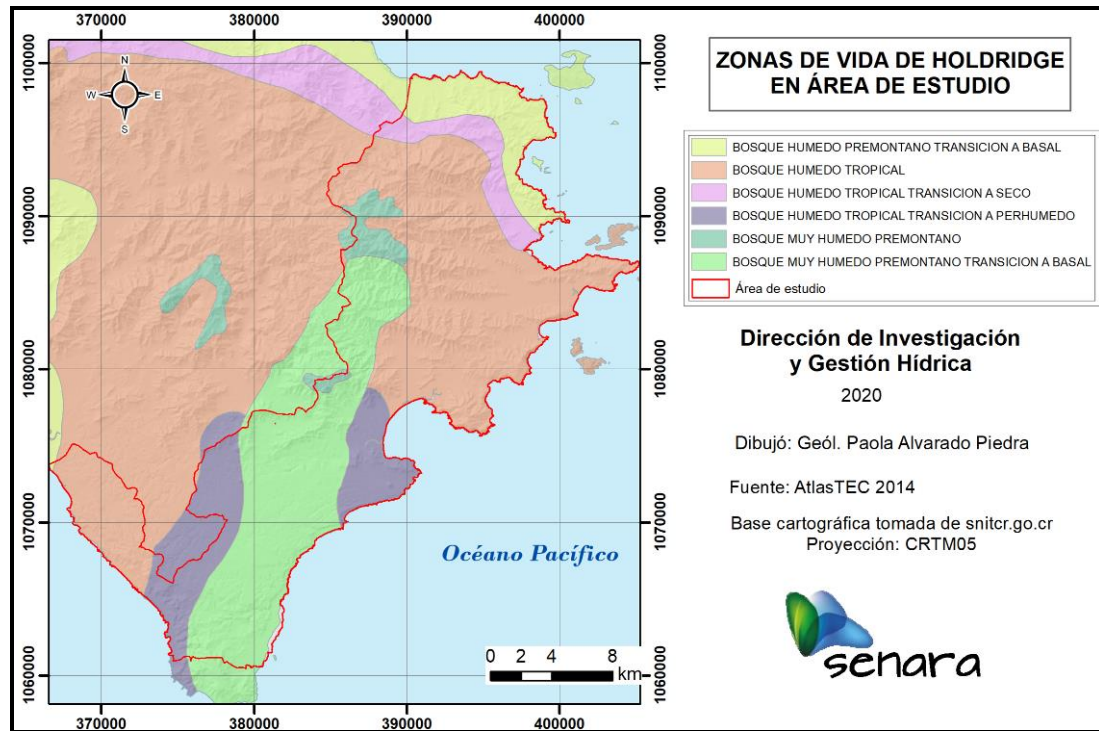 370000 380000 390000 400000
1100000 1100000
N
W E
S
1090000 1090000
1080000 1080000
1070000 1070000
Océano Pacífico
0 2 4 8
km
1060000 1060000
370000 380000 390000 400000
ZONAS DE VIDA DE HOLDRIDGE
EN ÁREA DE ESTUDIO
BOSQUE HUMEDO PREMONTANO TRANSICION A BASAL
BOSQUE HUMEDO TROPICAL
BOSQUE HUMEDO TROPICAL TRANSICION A SECO
BOSQUE HUMEDO TROPICAL TRANSICION A PERHUMEDO
BOSQUE MUY HUMEDO PREMONTANO
BOSQUE MUY HUMEDO PREMONTANO TRANSICION A BASAL
Área de estudio
Dirección de Investigación
y Gestión Hídrica
2020
Dibujó: Geól. Paola Alvarado Piedra
Fuente: AtlasTEC 2014
Base cartográfica tomada de snitcr.go.cr
Proyección: CRTM05
senara